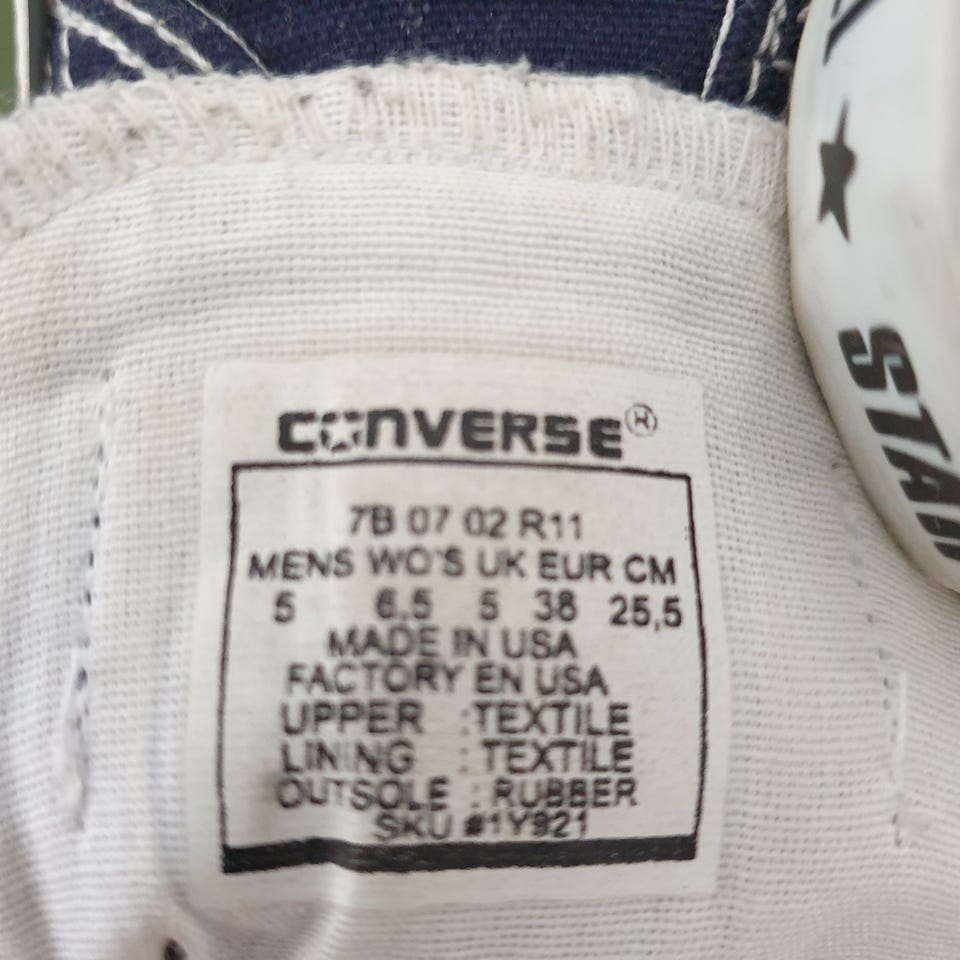 CONVERSE®
7B 07 02 R11
MENS WO'S UK EUR CM
5 6.5 5 38 25,5
MADE IN USA
FACTORY EN USA
UPPER :TEXTILE
LINING : TEXTILE
OUTSOLE : RUBBER
SKU #1Y921